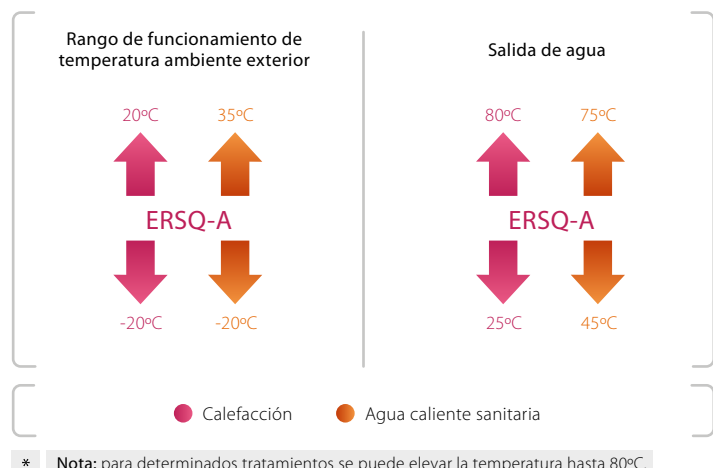 Rango de funcionamiento de
temperatura ambiente exterior
20ºC 35ºC
ERSQ-A
-20ºC -20ºC
Salida de agua
80ºC 75ºC
ERSQ-A
25ºC 45ºC
Calefacción Agua caliente sanitaria
* Nota: para determinados tratamientos se puede elevar la temperatura hasta 80ºC.